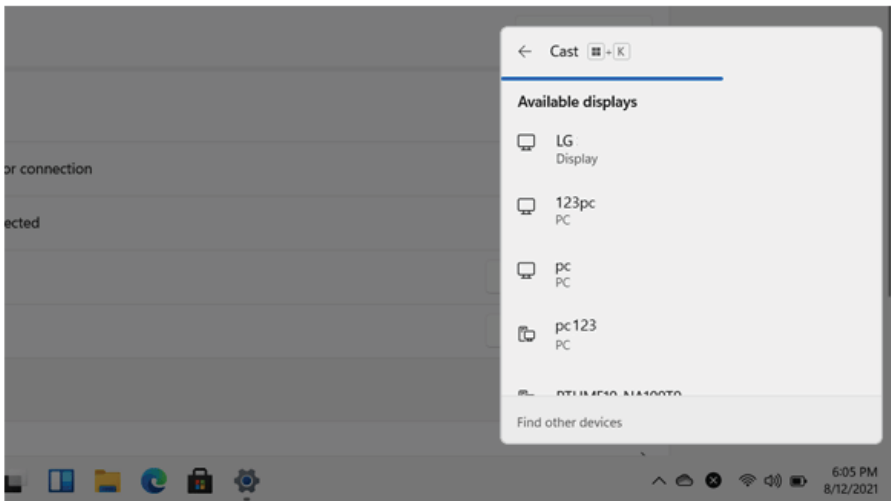 Cast + K
Available displays
LG
Display
or connection
123pc
PC
ected
pc
PC
pc123
PC
Find other devices
6:05 PM
8/12/2021